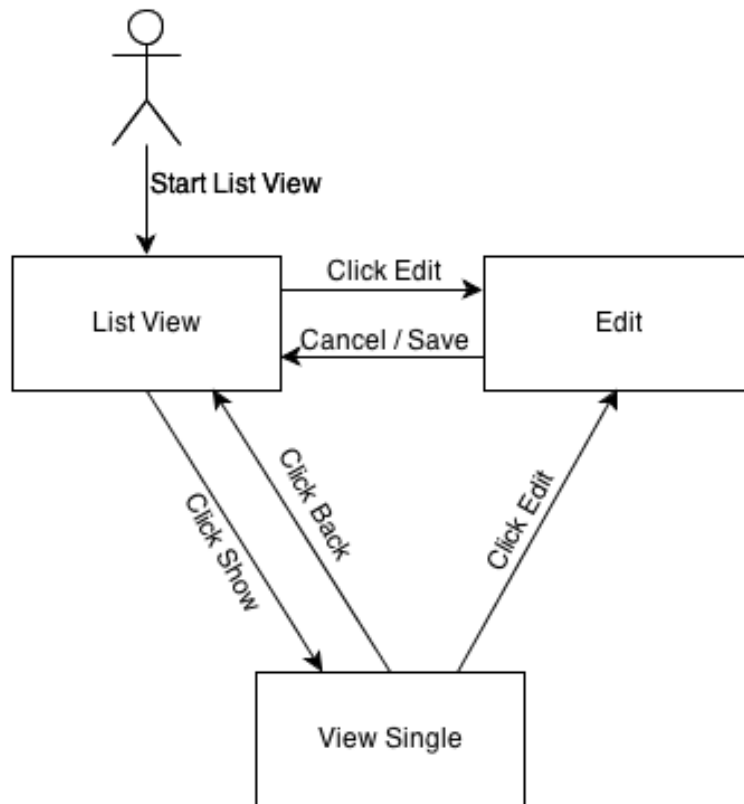 Start List View
Click Edit
List View
Edit
Cancel / Save
Click Show
Click Back
Click Edit
View Single